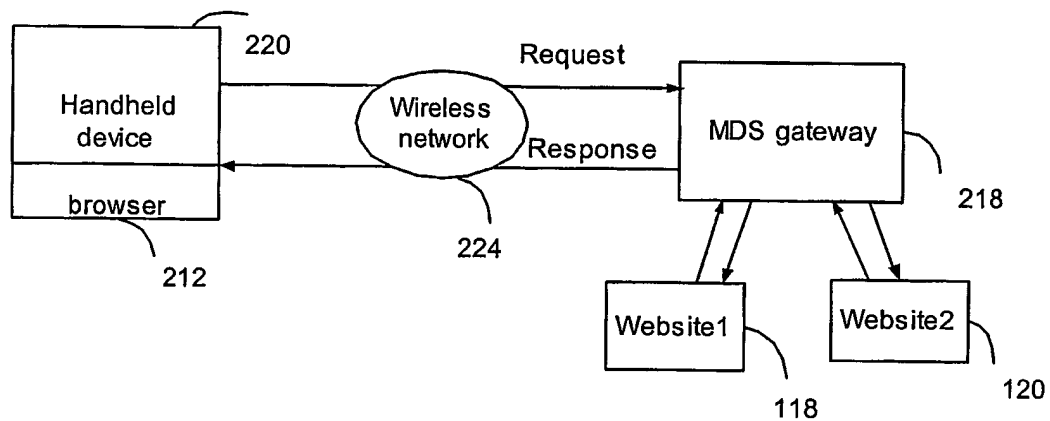 220
Request
Handheld
device
Wireless
network
MDS gateway
Response
browser
218
224
212
Website1
Website2
120
118